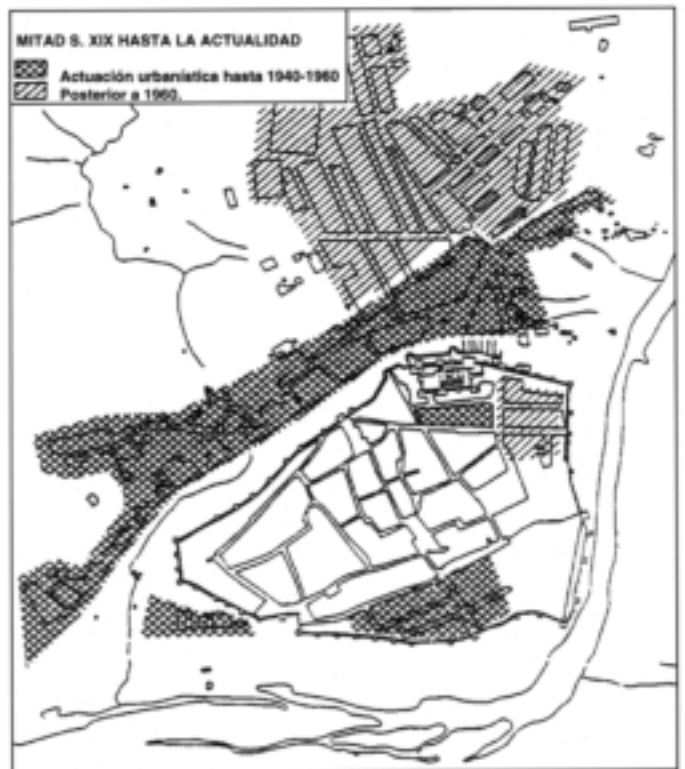 MITAD S. XIX HASTA LA ACTUALIDAD
Actuación urbanística hasta 1940-1960
Posterior a 1960.